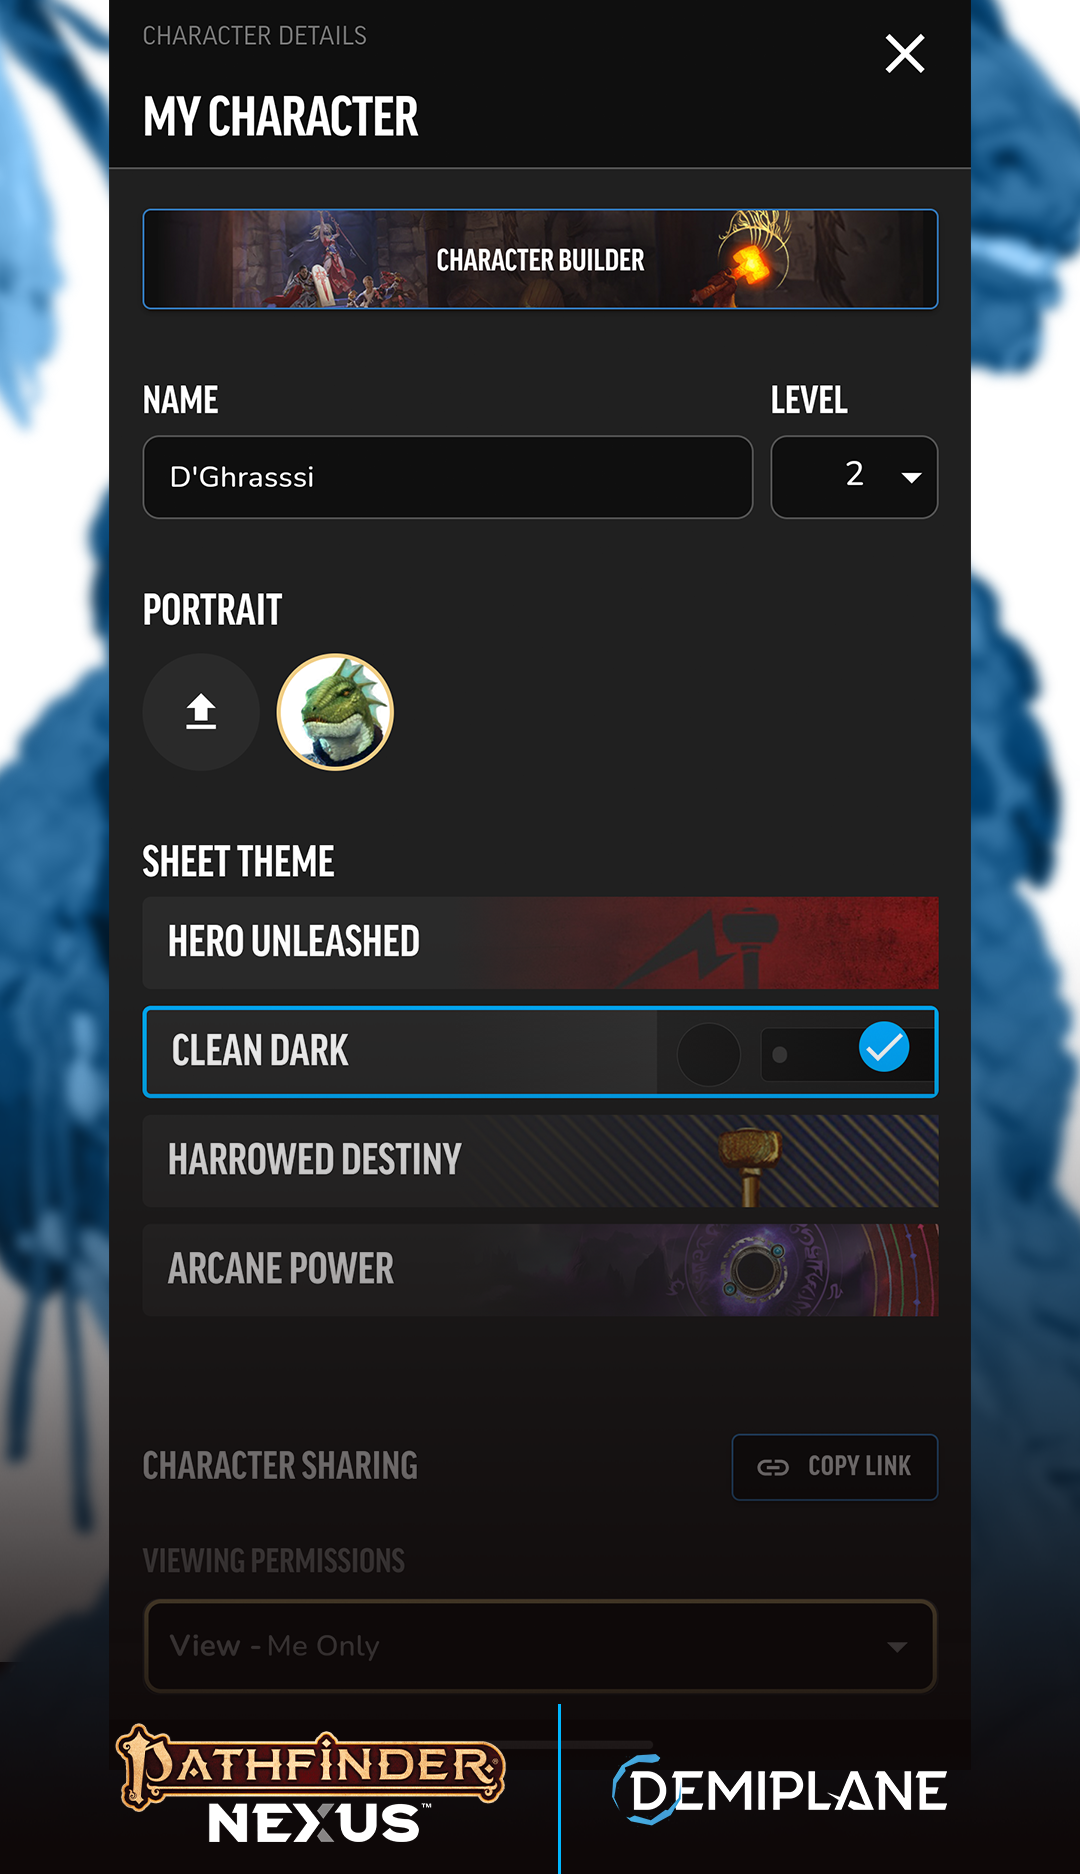 CHARACTER DETAILS
MY CHARACTER
CHARACTER BUILDER
NAME
LEVEL
D'Ghrasssi
2
PORTRAIT
SHEET THEME
HERO UNLEASHED
CLEAN DARK
HARROWED DESTINY
ARCANE POWER
CHARACTER SHARING
COPY LINK
VIEWING PERMISSIONS
View - Me Only
PATHFINDER®
NEXUS™
DEMIPLANE